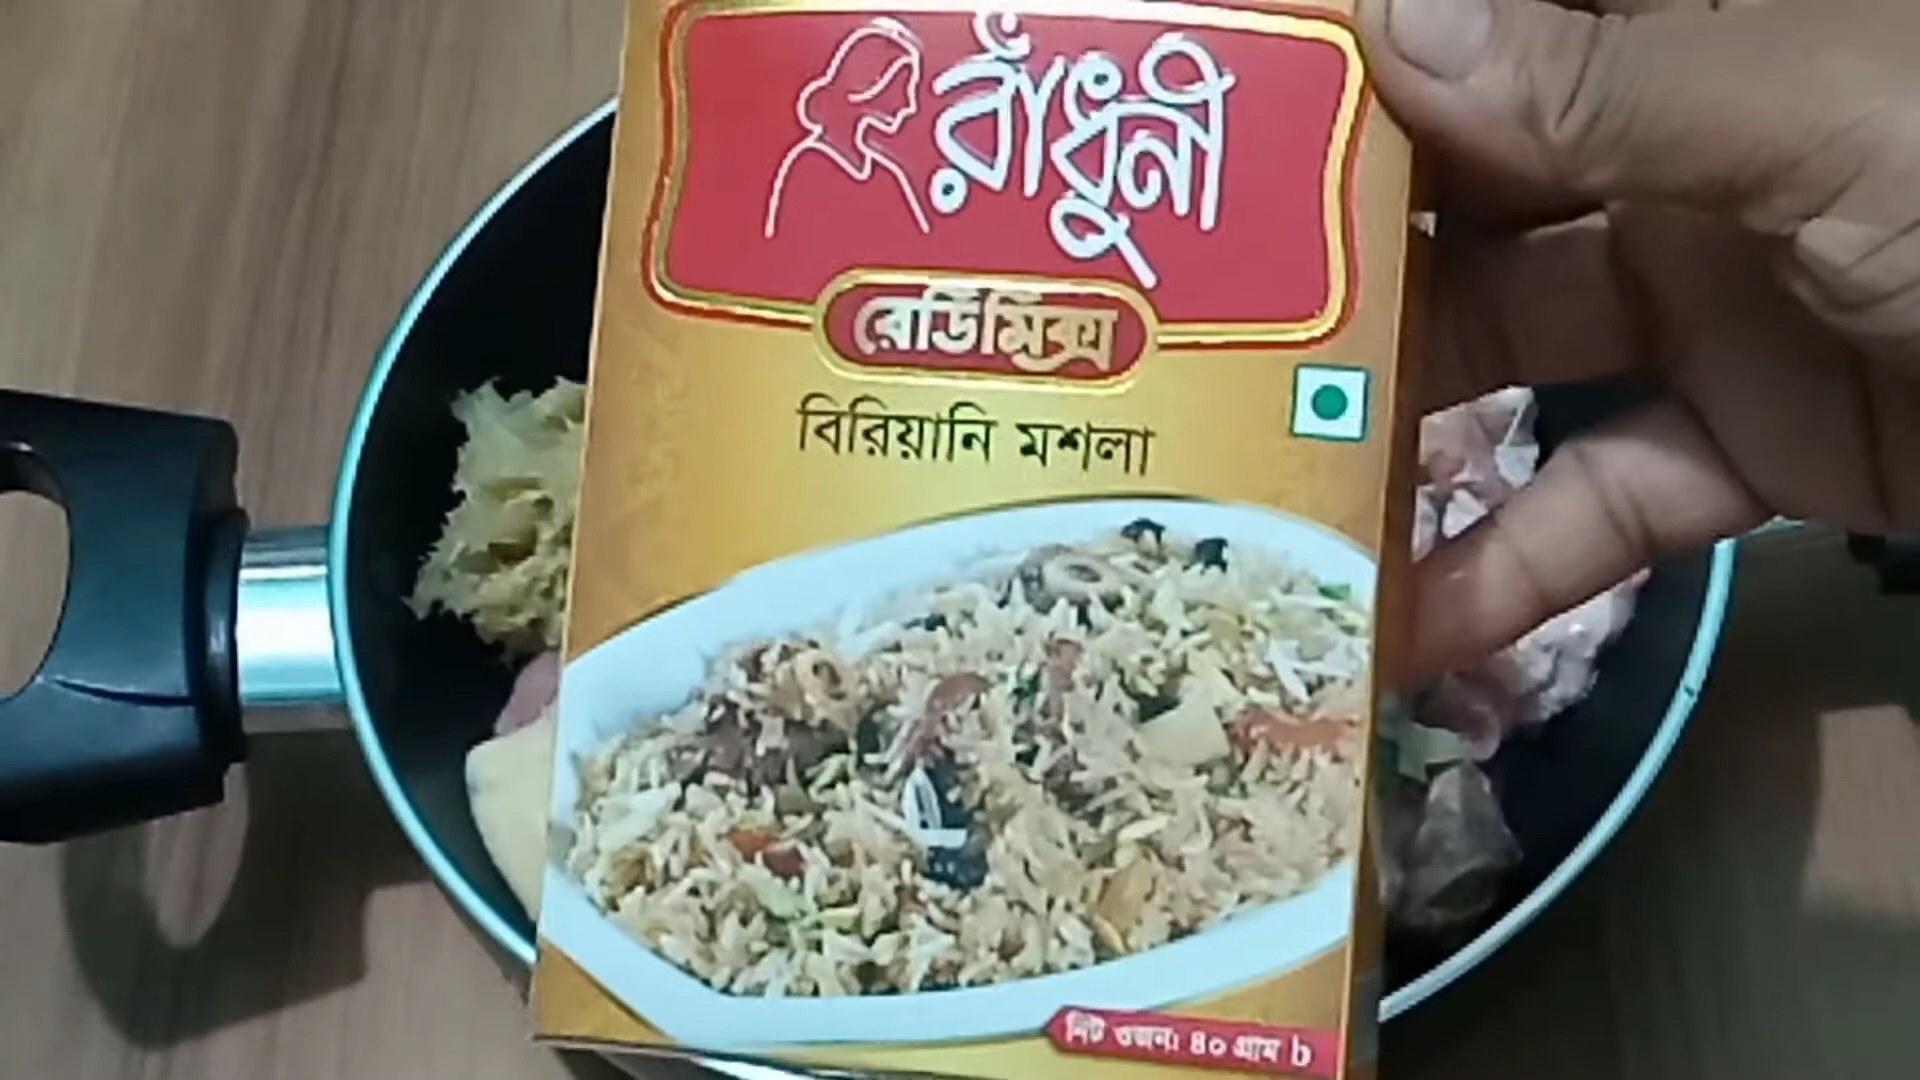 রাঁধুনী
রেডিমিক্স
বিরিয়ানি মশলা
নিট ওজন: ৪০ গ্রাম